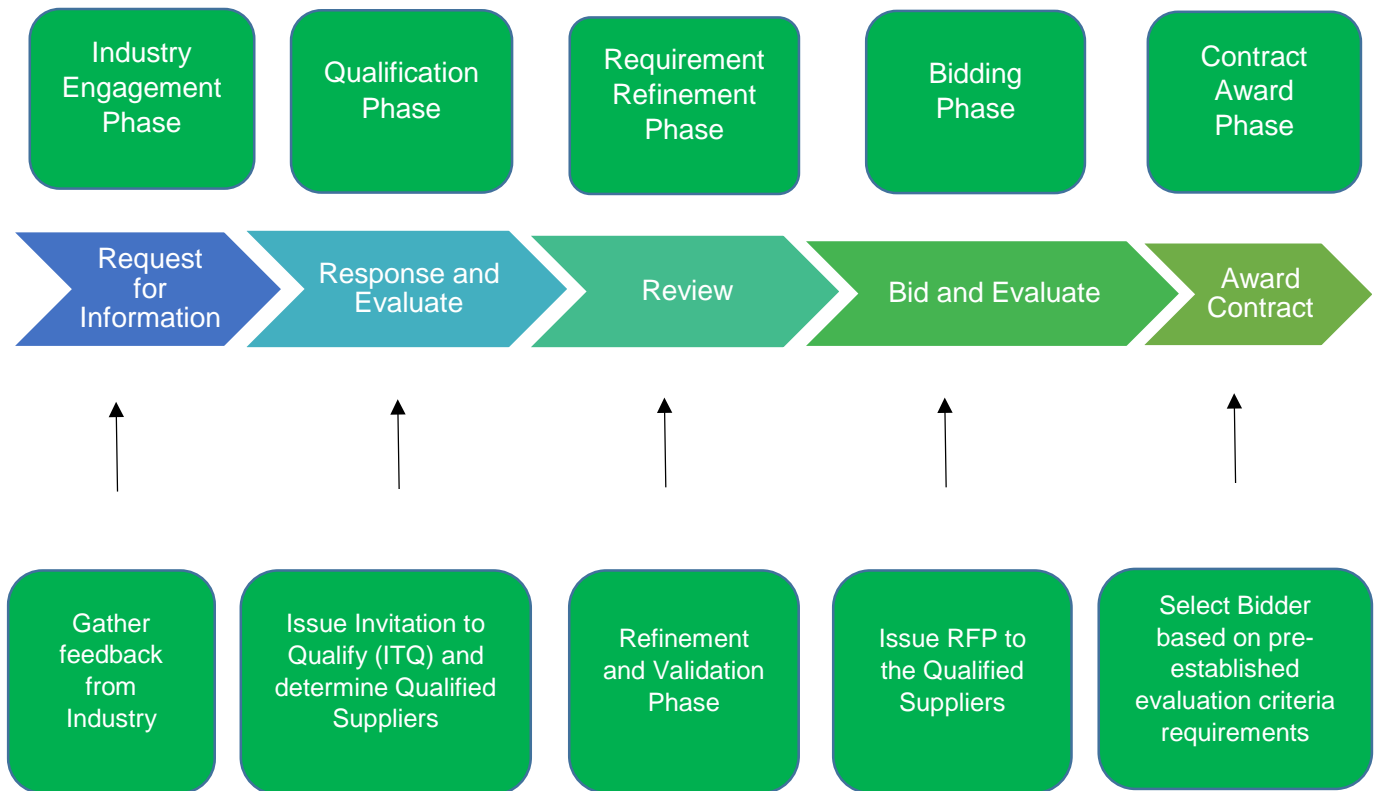 Industry
Engagement
Phase
Qualification
Phase
Requirement
Refinement
Phase
Bidding
Phase
Contract
Award
Phase
Request
for
Information
Response and
Evaluate
Review
Bid and Evaluate
Award
Contract
Gather
feedback
from
Industry
Issue Invitation to
Qualify (ITQ) and
determine Qualified
Suppliers
Refinement
and Validation
Phase
Issue RFP to
the Qualified
Suppliers
Select Bidder
based on pre-
established
evaluation criteria
requirements